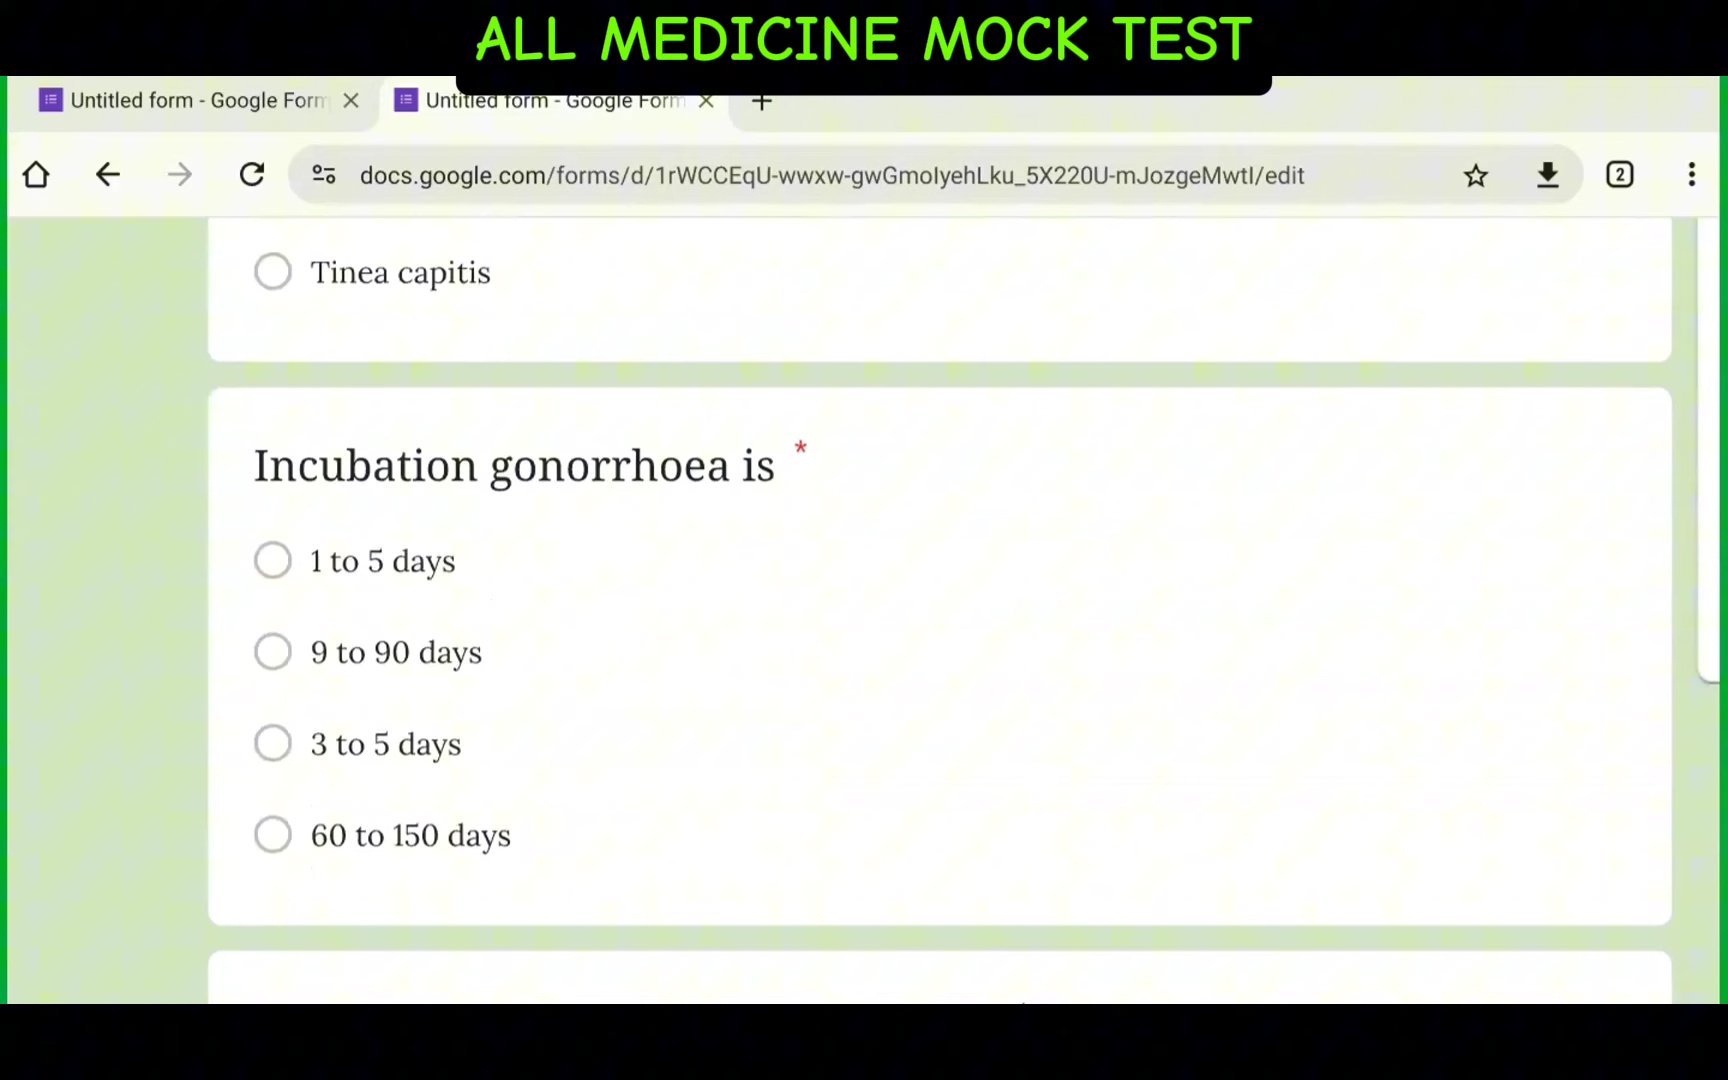 ALL MEDICINE MOCK TEST
Untitled form - Google Form
Untitled form - Google Form
docs.google.com/forms/d/1rWCCEqU-wwxw-gwGmoIyehLku_5X220U-mJozgeMwtI/edit
2
Tinea capitis
Incubation gonorrhoea is *
1 to 5 days
9 to 90 days
3 to 5 days
60 to 150 days